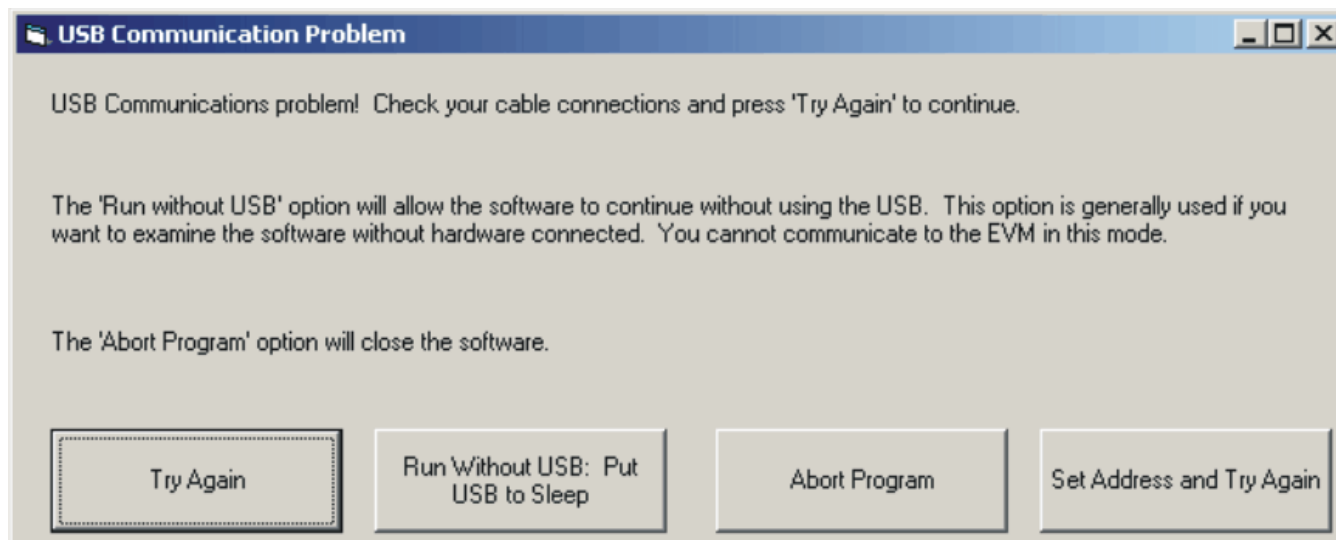 USB Communication Problem
USB Communications problem!  Check your cable connections and press 'Try Again' to continue.
The 'Run without USB' option will allow the software to continue without using the USB.  This option is generally used if you
want to examine the software without hardware connected.  You cannot communicate to the EVM in this mode.
The 'Abort Program' option will close the software.
Try Again
Run Without USB:  Put
USB to Sleep
Abort Program
Set Address and Try Again